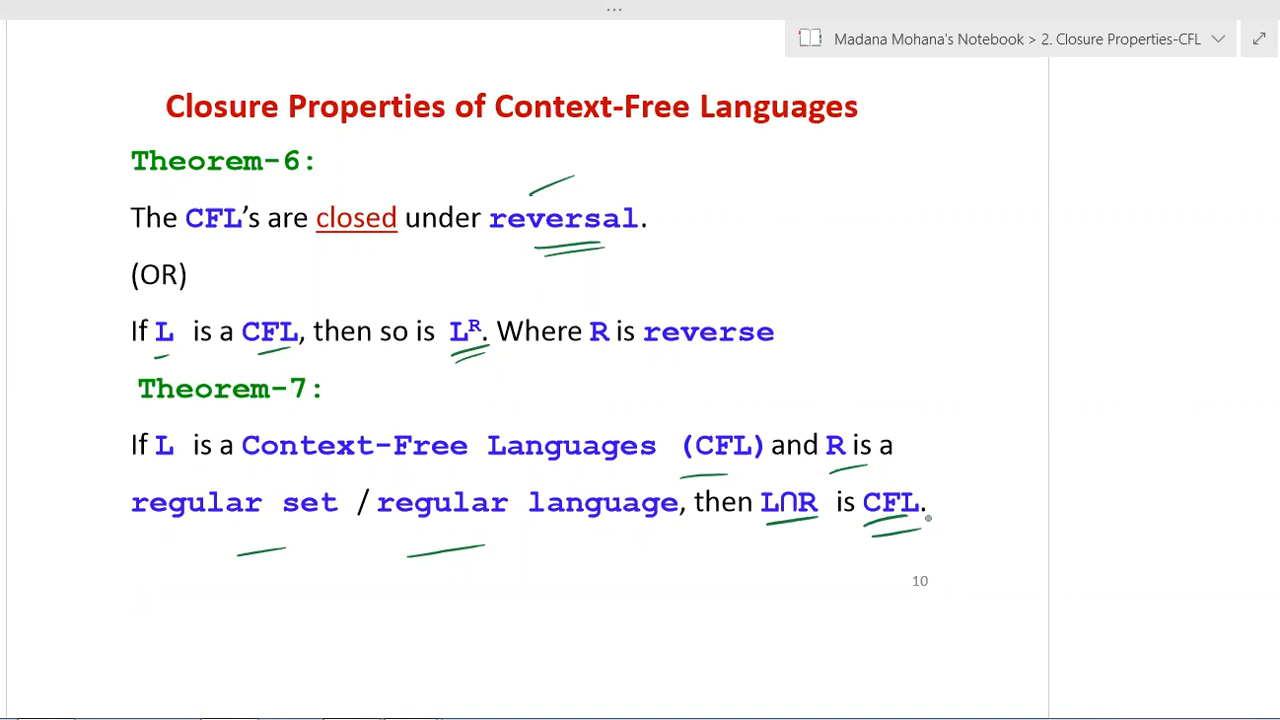 ...
Madana Mohana's Notebook > 2. Closure Properties-CFL
Closure Properties of Context-Free Languages
Theorem-6:
The CFL’s are closed under reversal.
(OR)
If L is a CFL, then so is Lᴿ. Where R is reverse
Theorem-7:
If L is a Context-Free Languages (CFL) and R is a
regular set / regular language, then L∩R is CFL.
10